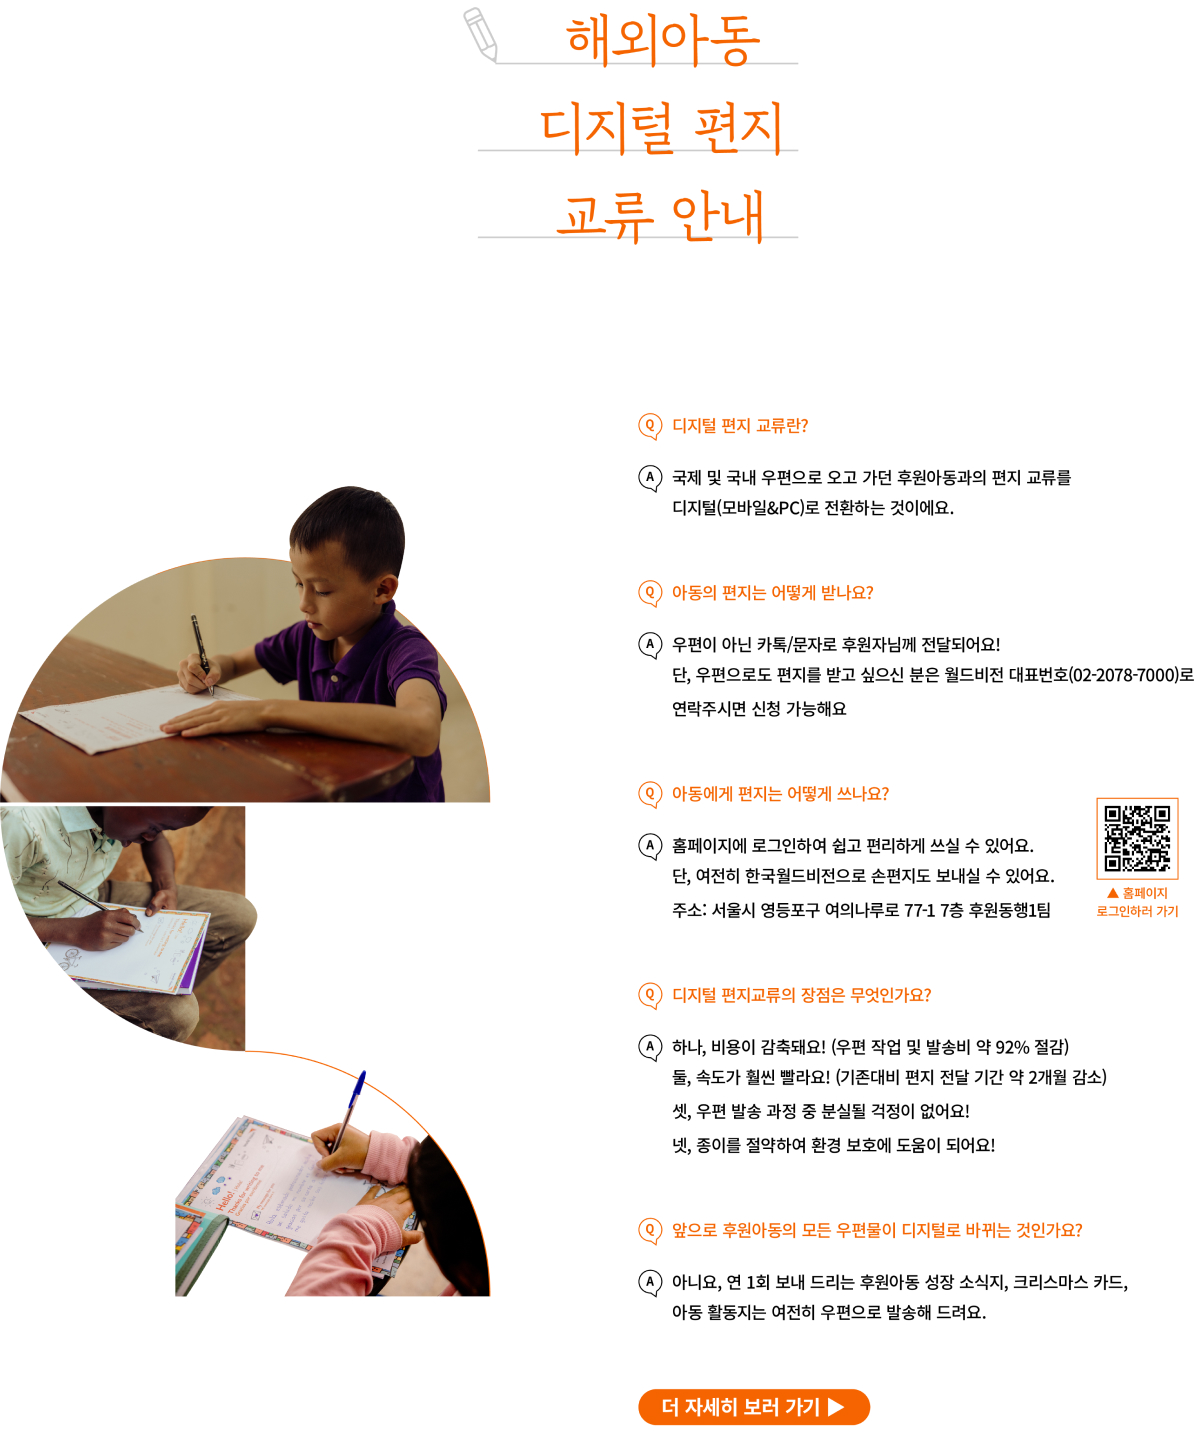 해외아동
디지털 편지
교류 안내
Q 디지털 편지 교류란?
A 국제 및 국내 우편으로 오고 가던 후원아동과의 편지 교류를
디지털(모바일&PC)로 전환하는 것이에요.
Q 아동의 편지는 어떻게 받나요?
A 우편이 아닌 카톡/문자로 후원자님께 전달되어요!
단, 우편으로도 편지를 받고 싶으신 분은 월드비전 대표번호(02-2078-7000)로
연락주시면 신청 가능해요
Q 아동에게 편지는 어떻게 쓰나요?
A 홈페이지에 로그인하여 쉽고 편리하게 쓰실 수 있어요.
단, 여전히 한국월드비전으로 손편지도 보내실 수 있어요.
주소: 서울시 영등포구 여의나루로 77-1 7층 후원동행1팀
▲ 홈페이지
로그인하러 가기
Q 디지털 편지교류의 장점은 무엇인가요?
A 하나, 비용이 감축돼요! (우편 작업 및 발송비 약 92% 절감)
둘, 속도가 훨씬 빨라요! (기존대비 편지 전달 기간 약 2개월 감소)
셋, 우편 발송 과정 중 분실될 걱정이 없어요!
넷, 종이를 절약하여 환경 보호에 도움이 되어요!
Hello!
Thanks for writing to me
Q 앞으로 후원아동의 모든 우편물이 디지털로 바뀌는 것인가요?
A 아니요, 연 1회 보내 드리는 후원아동 성장 소식지, 크리스마스 카드,
아동 활동지는 여전히 우편으로 발송해 드려요.
더 자세히 보러 가기 ▶